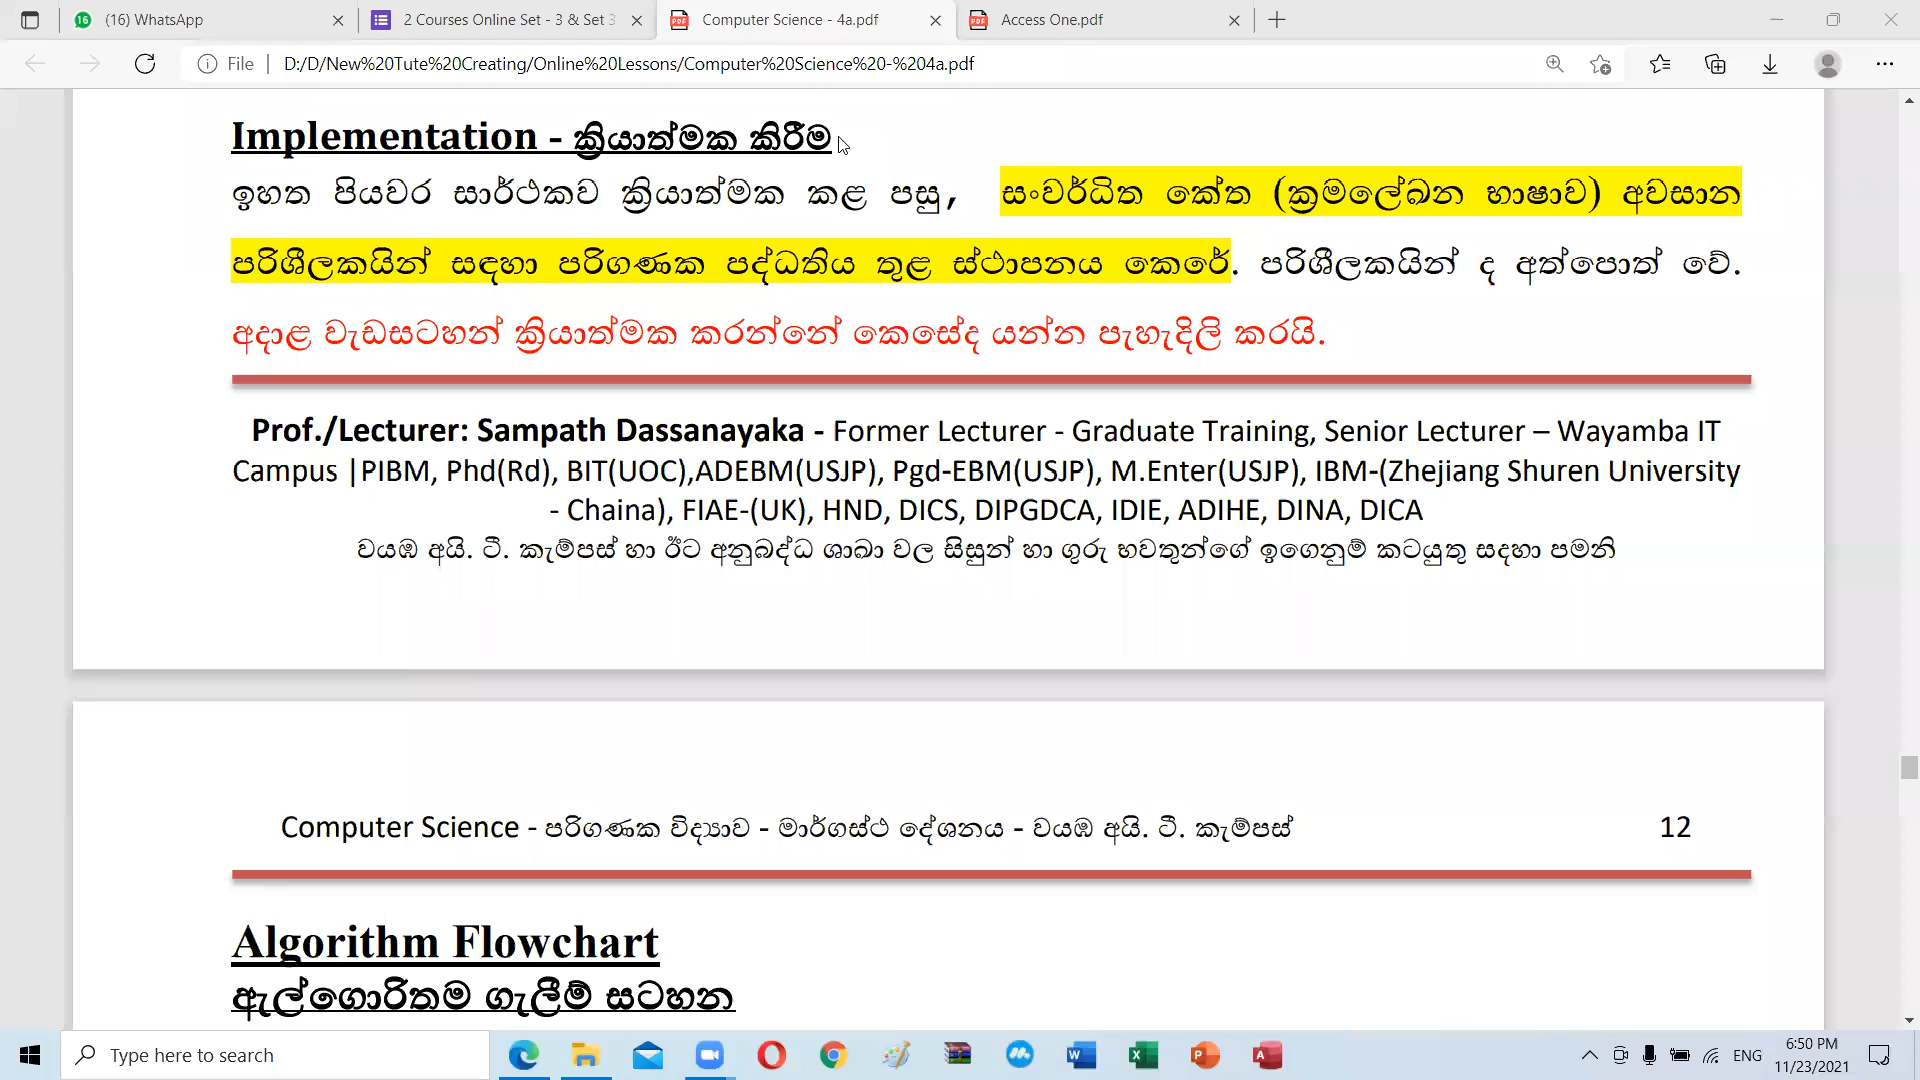 (16) WhatsApp
2 Courses Online Set - 3 & Set 3
Computer Science - 4a.pdf
Access One.pdf
File
D:/D/New%20Tute%20Creating/Online%20Lessons/Computer%20Science%20-%204a.pdf
Implementation - ක්‍රියාත්මක කිරීම
ඉහත පියවර සාර්ථකව ක්‍රියාත්මක කළ පසු, සංවර්ධිත කේත (ක්‍රමලේඛන භාෂාව) අවසාන
පරිශීලකයින් සඳහා පරිගණක පද්ධතිය තුළ ස්ථාපනය කෙරේ. පරිශීලකයින් ද අත්පොත් වේ.
අදාළ වැඩසටහන් ක්‍රියාත්මක කරන්නේ කෙසේද යන්න පැහැදිලි කරයි.
Prof./Lecturer: Sampath Dassanayaka - Former Lecturer - Graduate Training, Senior Lecturer – Wayamba IT
Campus |PIBM, Phd(Rd), BIT(UOC),ADEBM(USJP), Pgd-EBM(USJP), M.Enter(USJP), IBM-(Zhejiang Shuren University
- Chaina), FIAE-(UK), HND, DICS, DIPGDCA, IDIE, ADIHE, DINA, DICA
වයඹ අයි. ටී. කැම්පස් හා ඊට අනුබද්ධ ශාඛා වල සිසුන් හා ගුරු භවතුන්ගේ ඉගෙනුම් කටයුතු සදහා පමනි
Computer Science - පරිගණක විද්‍යාව - මාර්ගස්ථ දේශනය - වයඹ අයි. ටී. කැම්පස් 12
Algorithm Flowchart
ඇල්ගොරිතම ගැලීම් සටහන
Type here to search
ENG
6:50 PM
11/23/2021